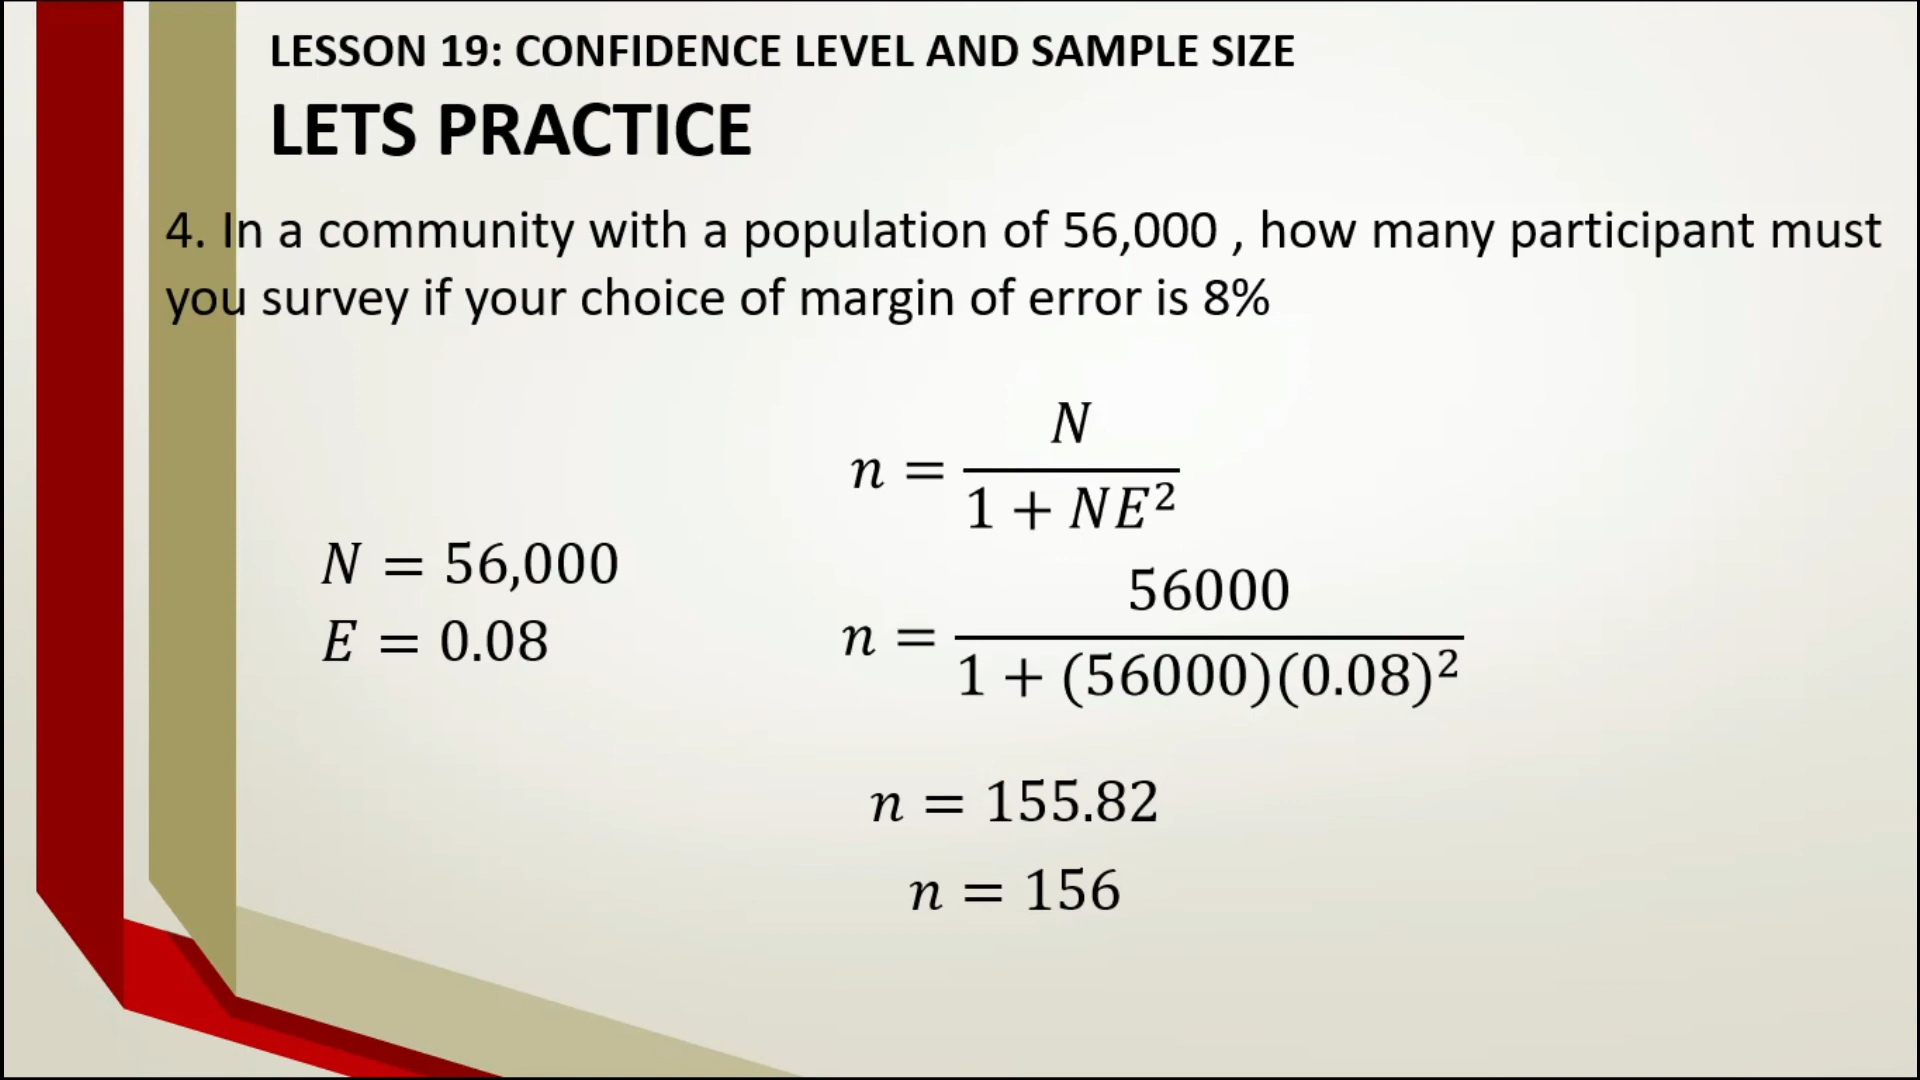 LESSON 19: CONFIDENCE LEVEL AND SAMPLE SIZE
LETS PRACTICE
4. In a community with a population of 56,000 , how many participant must
you survey if your choice of margin of error is 8%
n = N / (1 + NE²)
N = 56,000
E = 0.08
n = 56000 / (1 + (56000)(0.08)²)
n = 155.82
n = 156